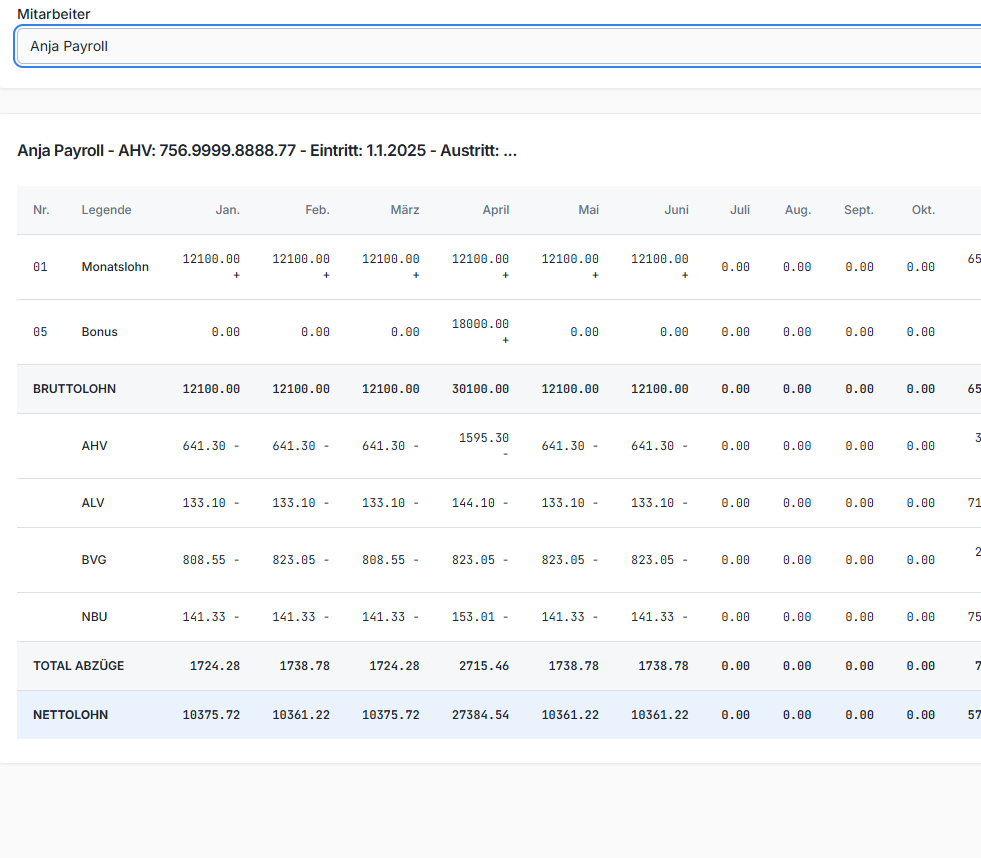 Mitarbeiter
Anja Payroll
Anja Payroll - AHV: 756.9999.8888.77 - Eintritt: 1.1.2025 - Austritt: ...
Nr. Legende Jan. Feb. März April Mai Juni Juli Aug. Sept. Okt.
01 Monatslohn 12100.00 + 12100.00 + 12100.00 + 12100.00 + 12100.00 + 12100.00 + 0.00 0.00 0.00 0.00 65
05 Bonus 0.00 0.00 0.00 18000.00 + 0.00 0.00 0.00 0.00 0.00 0.00
BRUTTOLOHN 12100.00 12100.00 12100.00 30100.00 12100.00 12100.00 0.00 0.00 0.00 0.00 65
AHV 641.30 - 641.30 - 641.30 - 1595.30 - 641.30 - 641.30 - 0.00 0.00 0.00 0.00 3
ALV 133.10 - 133.10 - 133.10 - 144.10 - 133.10 - 133.10 - 0.00 0.00 0.00 0.00 71
BVG 808.55 - 823.05 - 808.55 - 823.05 - 823.05 - 823.05 - 0.00 0.00 0.00 0.00 2
NBU 141.33 - 141.33 - 141.33 - 153.01 - 141.33 - 141.33 - 0.00 0.00 0.00 0.00 75
TOTAL ABZÜGE 1724.28 1738.78 1724.28 2715.46 1738.78 1738.78 0.00 0.00 0.00 0.00 7
NETTOLOHN 10375.72 10361.22 10375.72 27384.54 10361.22 10361.22 0.00 0.00 0.00 0.00 57